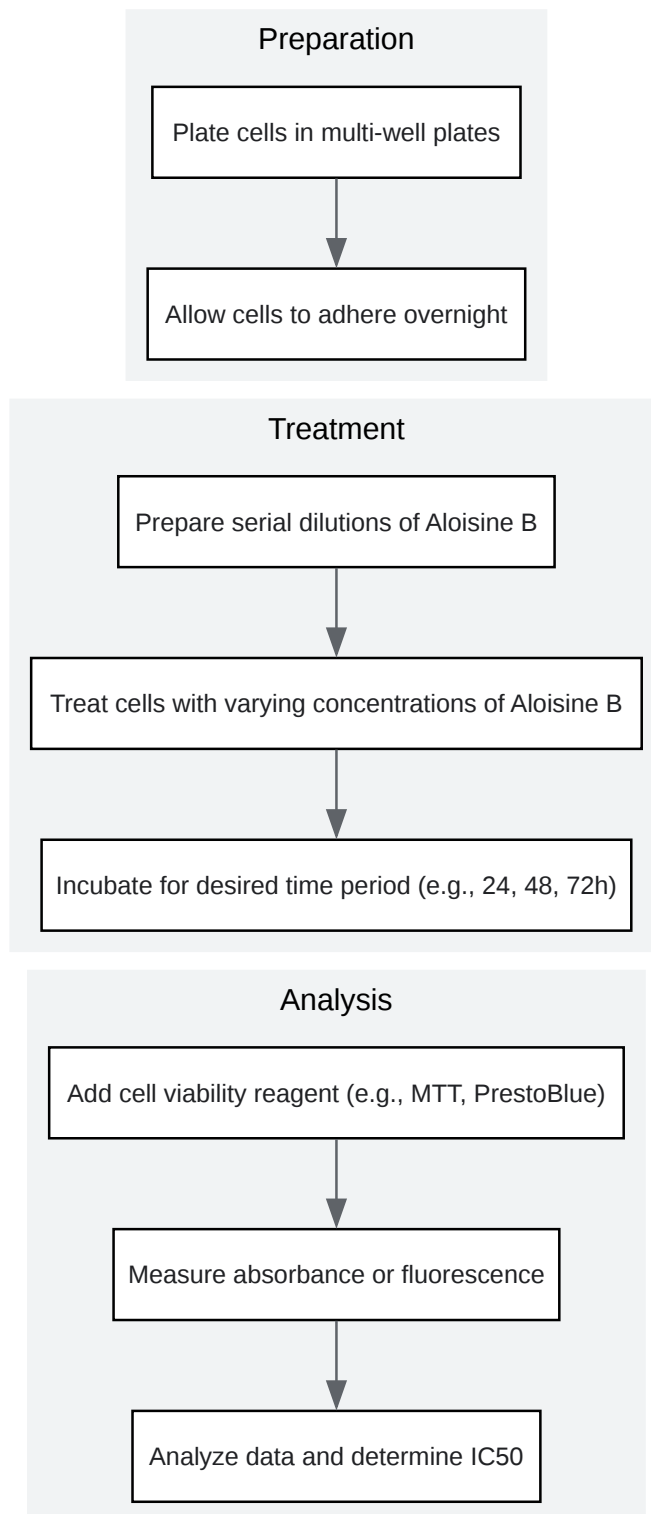 Preparation
Plate cells in multi-well plates
Allow cells to adhere overnight
Treatment
Prepare serial dilutions of Aloisine B
Treat cells with varying concentrations of Aloisine B
Incubate for desired time period (e.g., 24, 48, 72h)
Analysis
Add cell viability reagent (e.g., MTT, PrestoBlue)
Measure absorbance or fluorescence
Analyze data and determine IC50